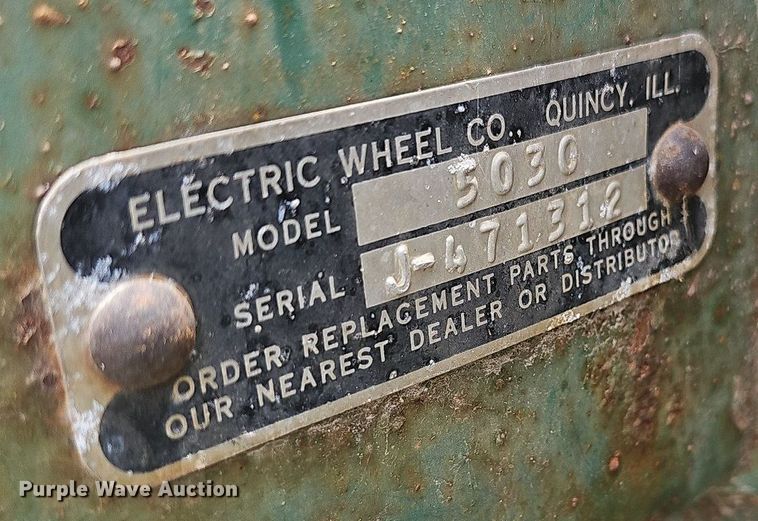 ELECTRIC WHEEL CO., QUINCY, ILL.
MODEL 5030
SERIAL J-471312
ORDER REPLACEMENT PARTS THROUGH
OUR NEAREST DEALER OR DISTRIBUTOR
Purple Wave Auction